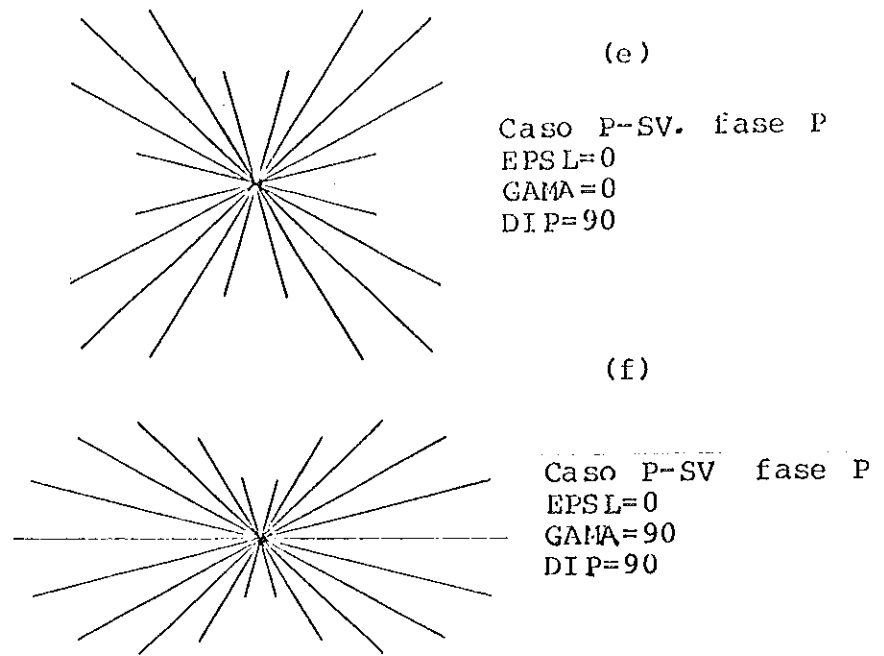 (e)
Caso P-SV. fase P
EPSL=0
GAMA=0
DIP=90
(f)
Caso P-SV fase P
EPSL=0
GAMA=90
DIP=90